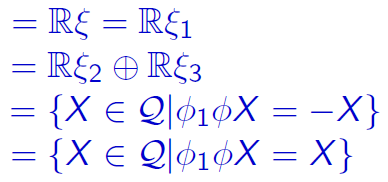 = ℝξ = ℝξ₁
= ℝξ₂ ⊕ ℝξ₃
= {X ∈ 𝒬|ϕ₁ϕX = −X}
= {X ∈ 𝒬|ϕ₁ϕX = X}